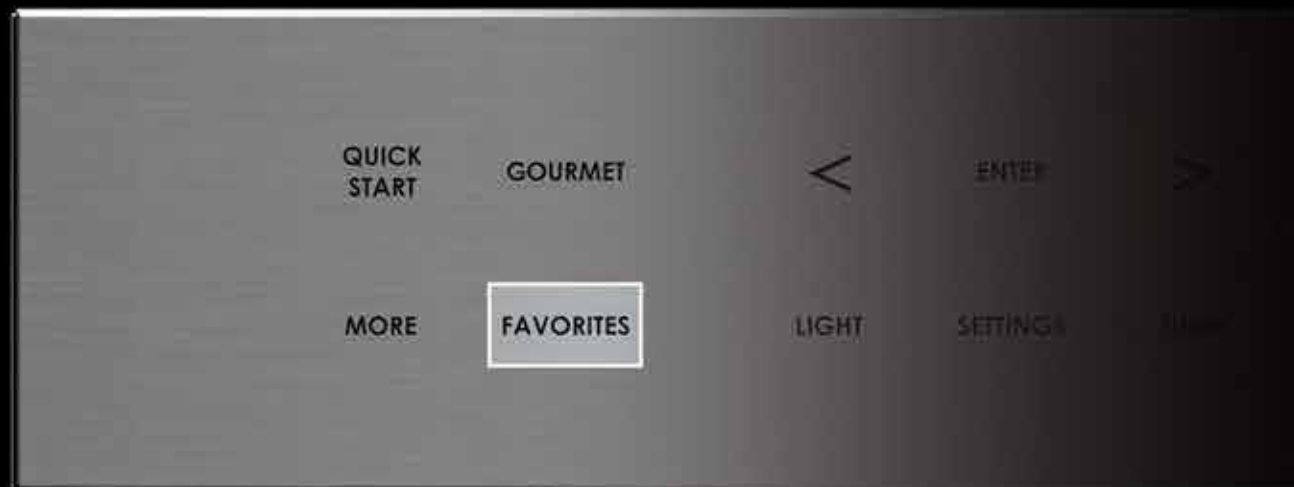 QUICK
START
GOURMET
<
ENTER
>
MORE
FAVORITES
LIGHT
SETTINGS